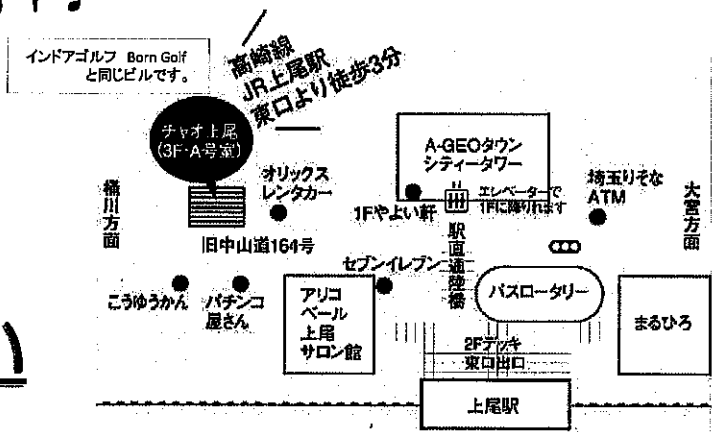 インドアゴルフ Born Golf
と同じビルです。
高崎線
JR上尾駅
東口より徒歩3分
チャオ上尾
(3F・A号室)
オリックス
レンタカー
A-GEOタウン
シティータワー
1Fやよい軒
エレベーターで
1Fに降りれます
埼玉りそな
ATM
桶川方面
大宮方面
旧中山道164号
駅直通陸橋
セブンイレブン
こうゆうかん
パチンコ
屋さん
アリコ
ベール
上尾
サロン館
バスロータリー
まるひろ
2Fデッキ
東口出口
上尾駅